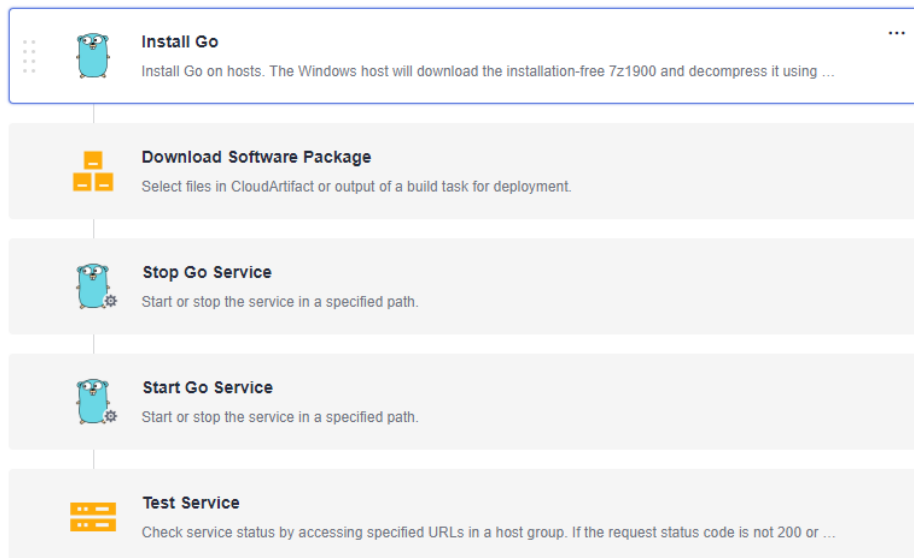 Install Go
Install Go on hosts. The Windows host will download the installation-free 7z1900 and decompress it using ...
Download Software Package
Select files in CloudArtifact or output of a build task for deployment.
Stop Go Service
Start or stop the service in a specified path.
Start Go Service
Start or stop the service in a specified path.
Test Service
Check service status by accessing specified URLs in a host group. If the request status code is not 200 or ...